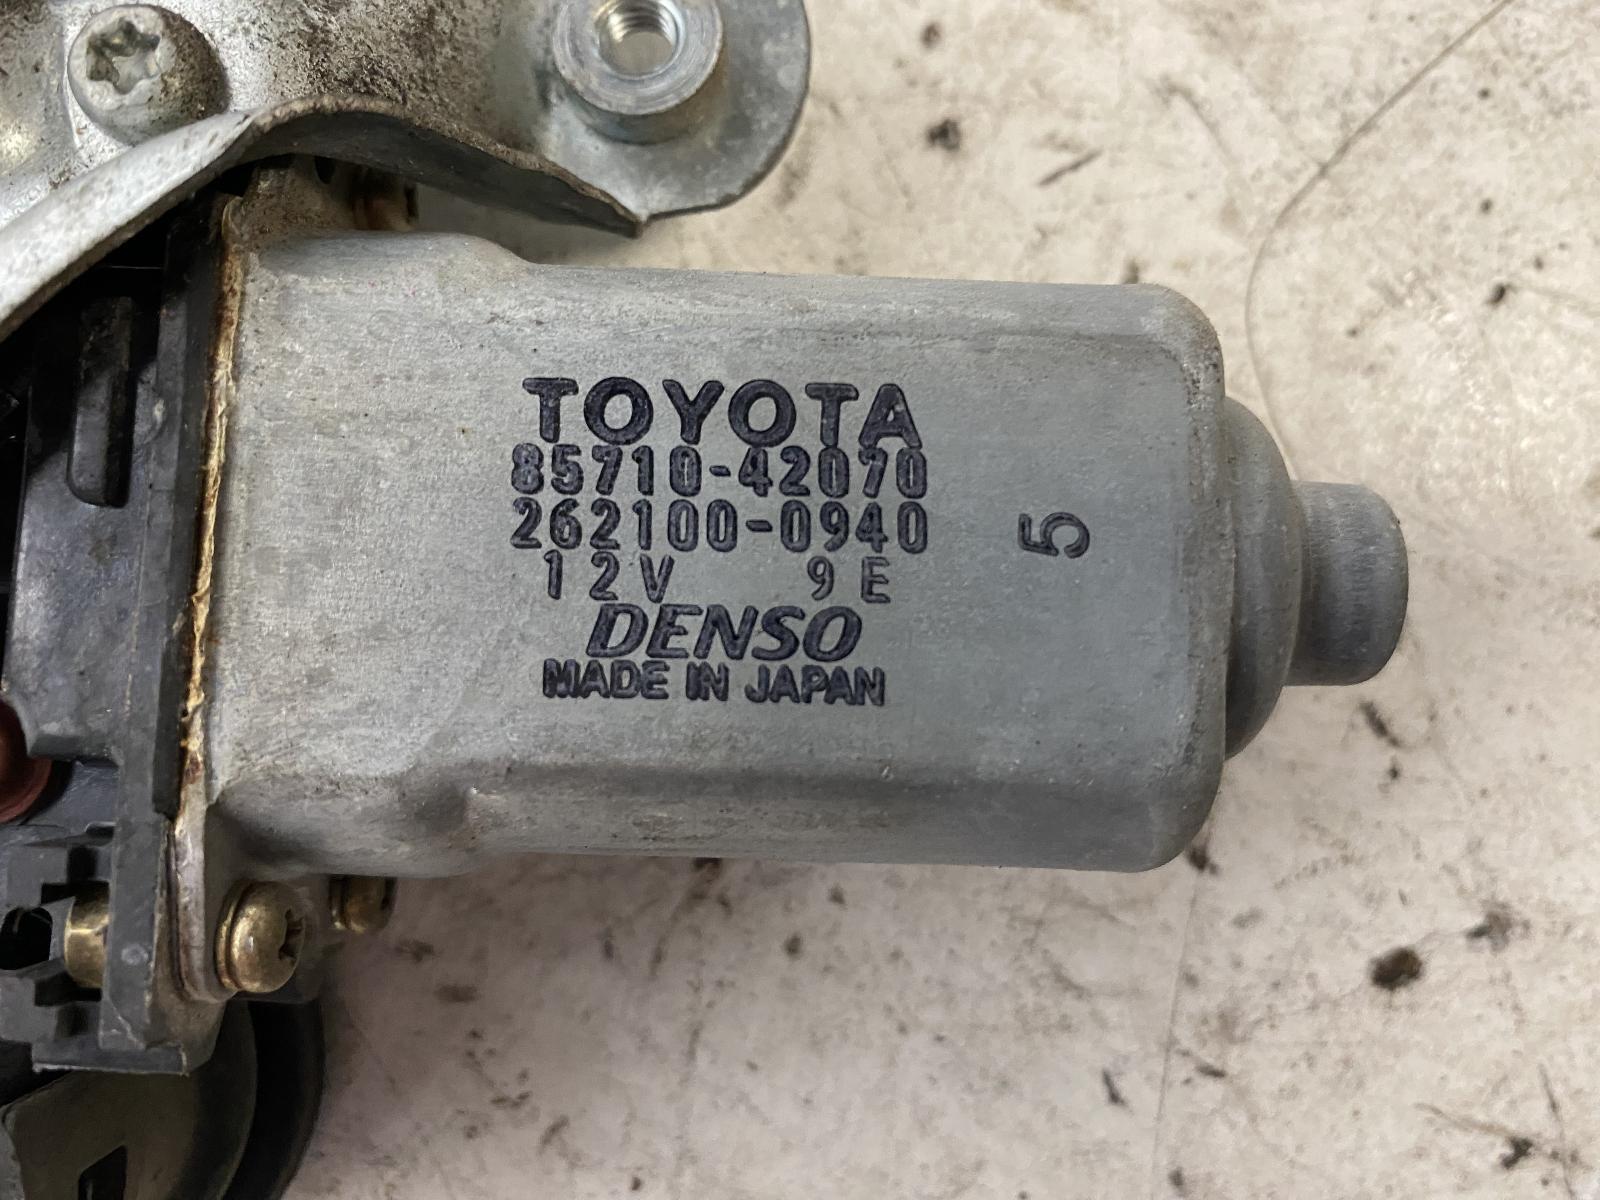 TOYOTA
85710-42070
262100-0940
12V 9E
DENSO
MADE IN JAPAN
5